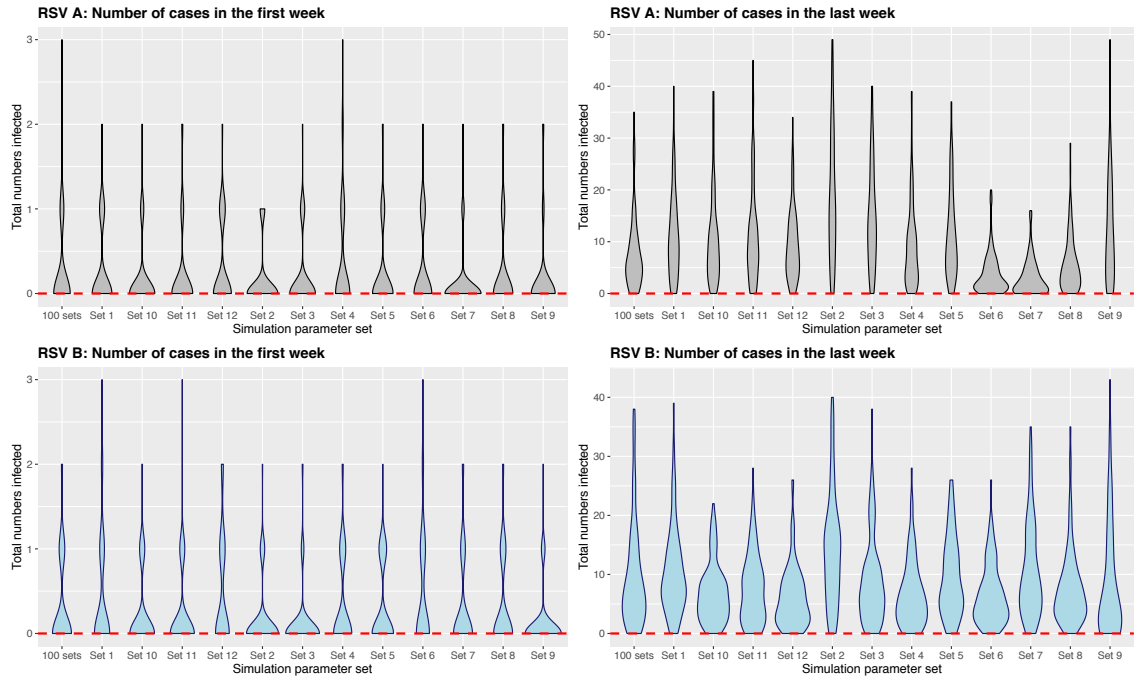 RSV A: Number of cases in the first week
3
2
1
0
Total numbers infected
100 sets Set 1 Set 10 Set 11 Set 12 Set 2 Set 3 Set 4 Set 5 Set 6 Set 7 Set 8 Set 9
Simulation parameter set
RSV A: Number of cases in the last week
50
40
30
20
10
0
Total numbers infected
100 sets Set 1 Set 10 Set 11 Set 12 Set 2 Set 3 Set 4 Set 5 Set 6 Set 7 Set 8 Set 9
Simulation parameter set
RSV B: Number of cases in the first week
3
2
1
0
Total numbers infected
100 sets Set 1 Set 10 Set 11 Set 12 Set 2 Set 3 Set 4 Set 5 Set 6 Set 7 Set 8 Set 9
Simulation parameter set
RSV B: Number of cases in the last week
40
30
20
10
0
Total numbers infected
100 sets Set 1 Set 10 Set 11 Set 12 Set 2 Set 3 Set 4 Set 5 Set 6 Set 7 Set 8 Set 9
Simulation parameter set